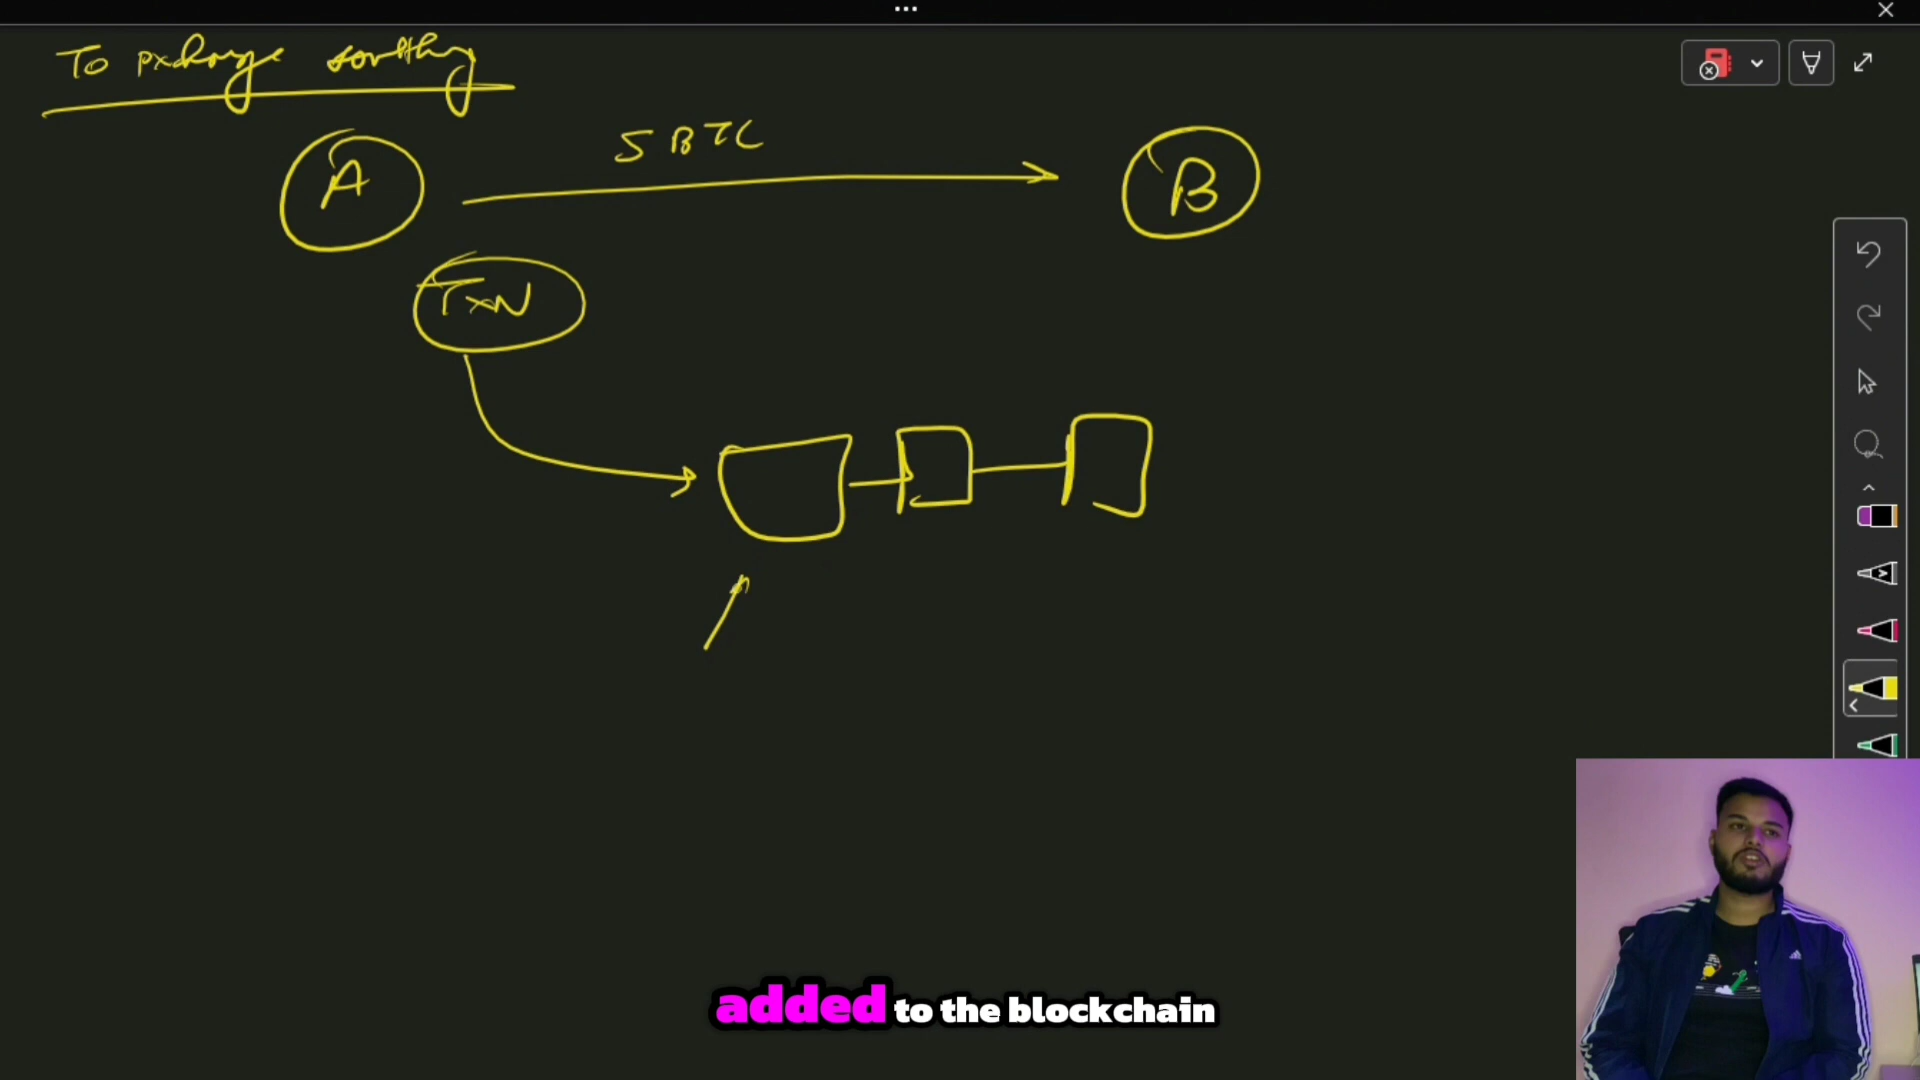 To exchange something
A
5 BTC
B
TxN
added to the blockchain